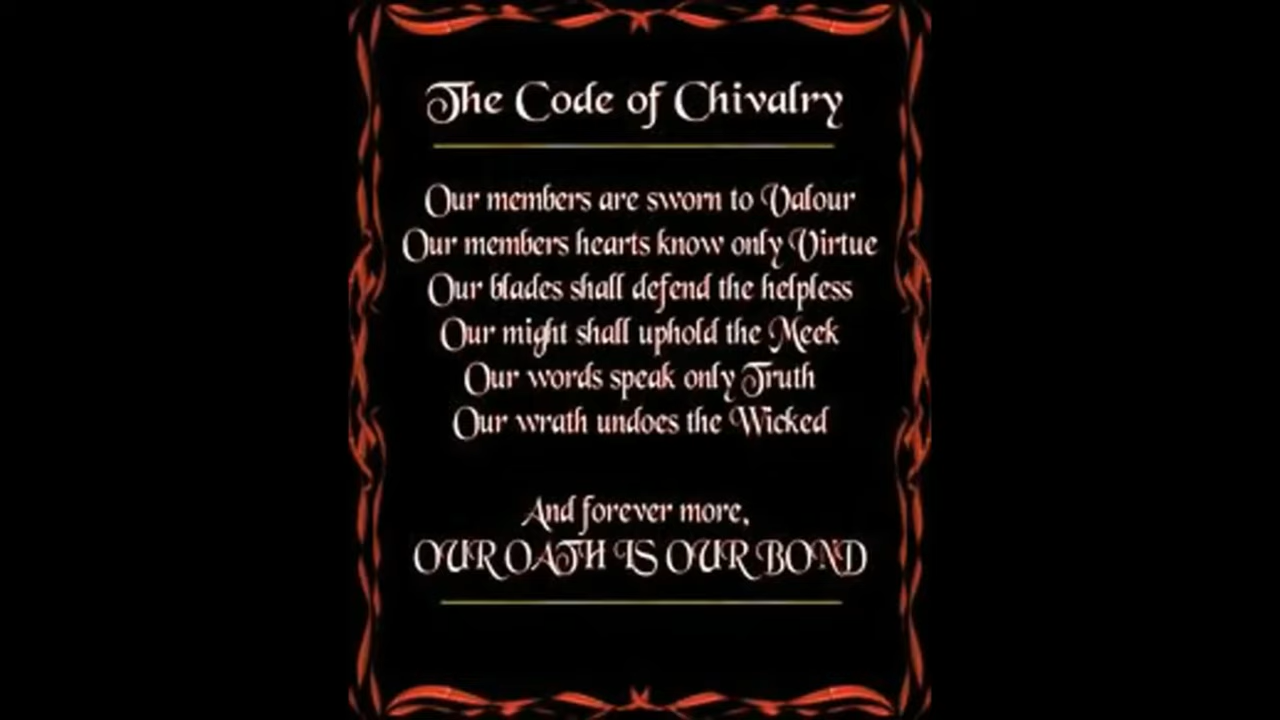 The Code of Chivalry
Our members are sworn to Valour
Our members hearts know only Virtue
Our blades shall defend the helpless
Our might shall uphold the Meek
Our words speak only Truth
Our wrath undoes the Wicked
And forever more,
OUR OATH IS OUR BOND